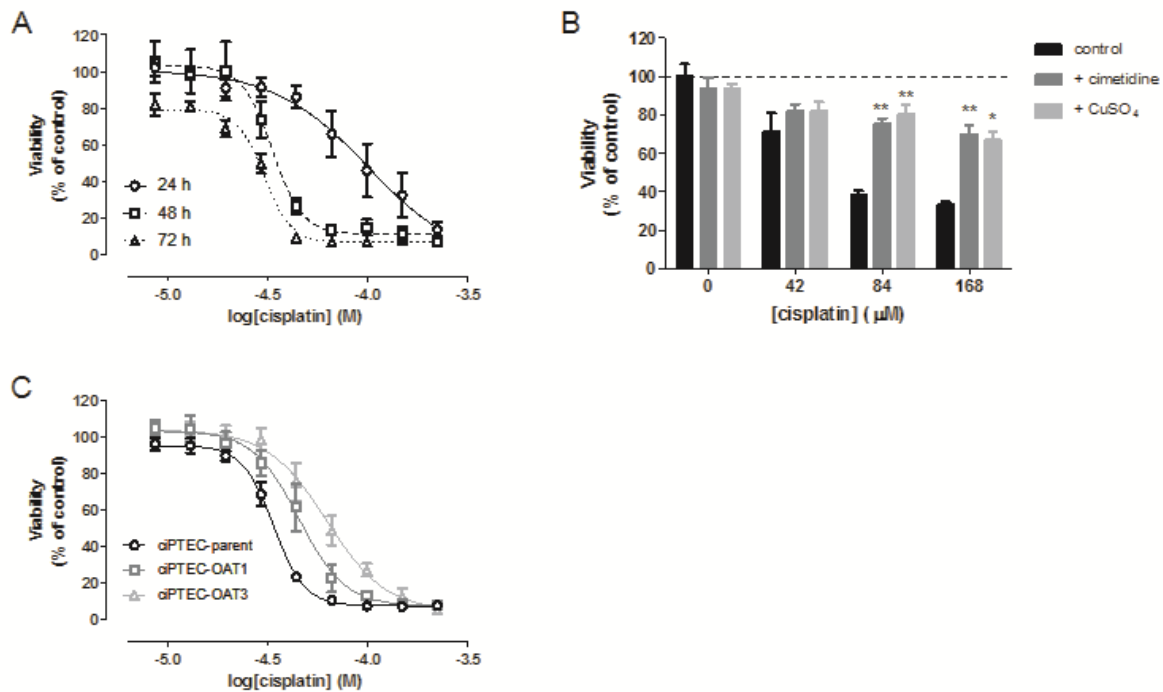 A
120
100
80
60
40
20
0
Viability
(% of control)
24 h
48 h
72 h
-5.0 -4.5 -4.0 -3.5
log[cisplatin] (M)
B
120
100
80
60
40
20
0
Viability
(% of control)
** ** ** *
0 42 84 168
[cisplatin] ( μM)
control
+ cimetidine
+ CuSO4
C
120
100
80
60
40
20
0
Viability
(% of control)
ciPTEC-parent
ciPTEC-OAT1
ciPTEC-OAT3
-5.0 -4.5 -4.0 -3.5
log[cisplatin] (M)